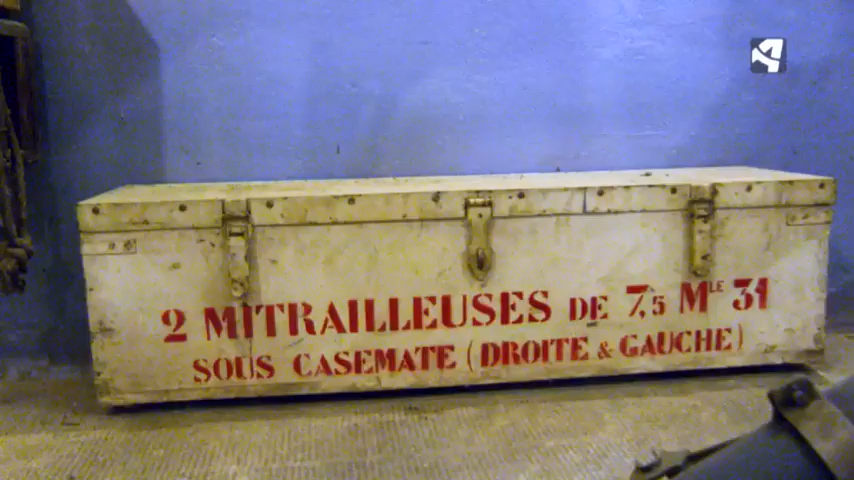 2 MITRAILLEUSES DE 7,5 MLE 31
SOUS CASEMATE (DROITE & GAUCHE)